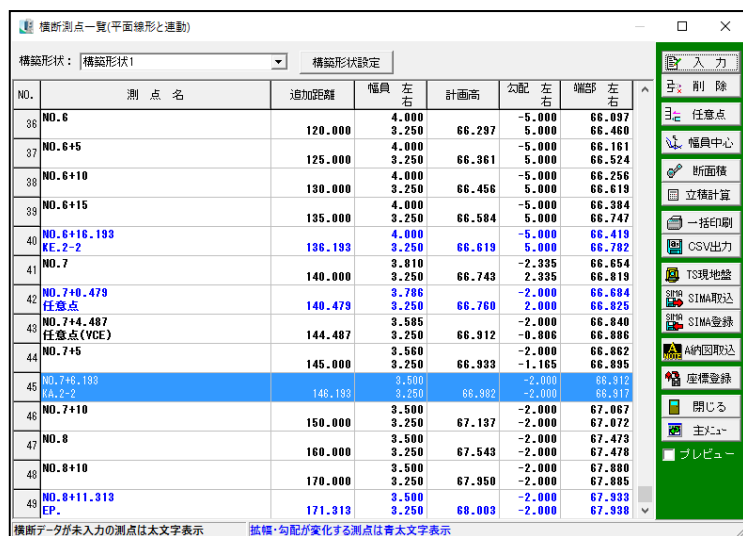 横断測点一覧(平面線形と連動)
構築形状： 構築形状1 構築形状設定
NO. 測 点 名 追加距離 幅員 左右 計画高 勾配 左右 端部 左右
36 NO.6 4.000 -5.000 66.097
120.000 3.250 66.297 5.000 66.460
37 NO.6+5 4.000 -5.000 66.161
125.000 3.250 66.361 5.000 66.524
38 NO.6+10 4.000 -5.000 66.256
130.000 3.250 66.456 5.000 66.619
39 NO.6+15 4.000 -5.000 66.384
135.000 3.250 66.584 5.000 66.747
40 NO.6+16.193 4.000 -5.000 66.419
KE.2-2 136.193 3.250 66.619 5.000 66.782
41 NO.7 3.810 -2.335 66.654
140.000 3.250 66.743 2.335 66.819
42 NO.7+0.479 3.786 -2.000 66.684
任意点 140.479 3.250 66.760 2.000 66.825
43 NO.7+4.487 3.585 -2.000 66.840
任意点(VCE) 144.487 3.250 66.912 -0.806 66.886
44 NO.7+5 3.560 -2.000 66.862
145.000 3.250 66.933 -1.165 66.895
45 NO.7+6.193 3.500 -2.000 66.912
KA.2-2 146.193 3.250 66.982 -2.000 66.917
46 NO.7+10 3.500 -2.000 67.067
150.000 3.250 67.137 -2.000 67.072
47 NO.8 3.500 -2.000 67.473
160.000 3.250 67.543 -2.000 67.478
48 NO.8+10 3.500 -2.000 67.880
170.000 3.250 67.950 -2.000 67.885
49 NO.8+11.313 3.500 -2.000 67.933
EP. 171.313 3.250 68.003 -2.000 67.938
横断データが未入力の測点は太文字表示 拡幅・勾配が変化する測点は青太文字表示
入 力
削 除
任意点
幅員中心
断面積
立積計算
一括印刷
CSV出力
TS現地盤
SIMA取込
SIMA登録
A納図取込
座標登録
閉じる
主ﾒﾆｭｰ
プレビュー